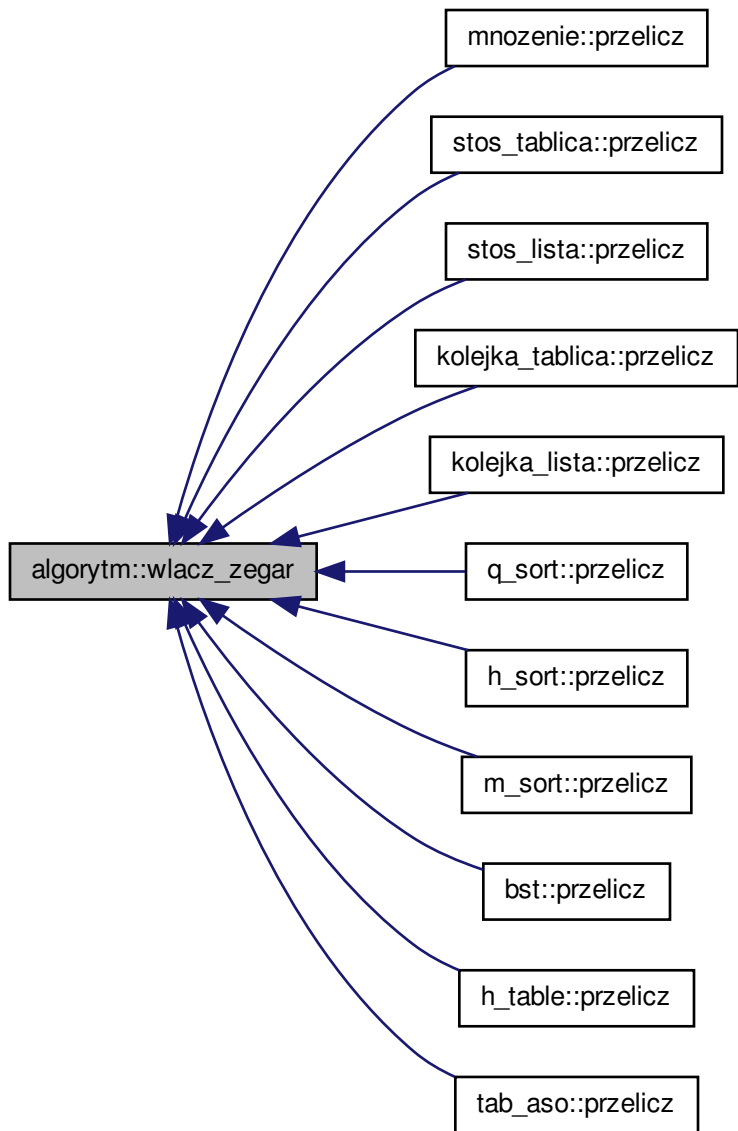 mnozenie::przelicz
stos_tablica::przelicz
stos_lista::przelicz
kolejka_tablica::przelicz
kolejka_lista::przelicz
algorytm::wlacz_zegar
q_sort::przelicz
h_sort::przelicz
m_sort::przelicz
bst::przelicz
h_table::przelicz
tab_aso::przelicz